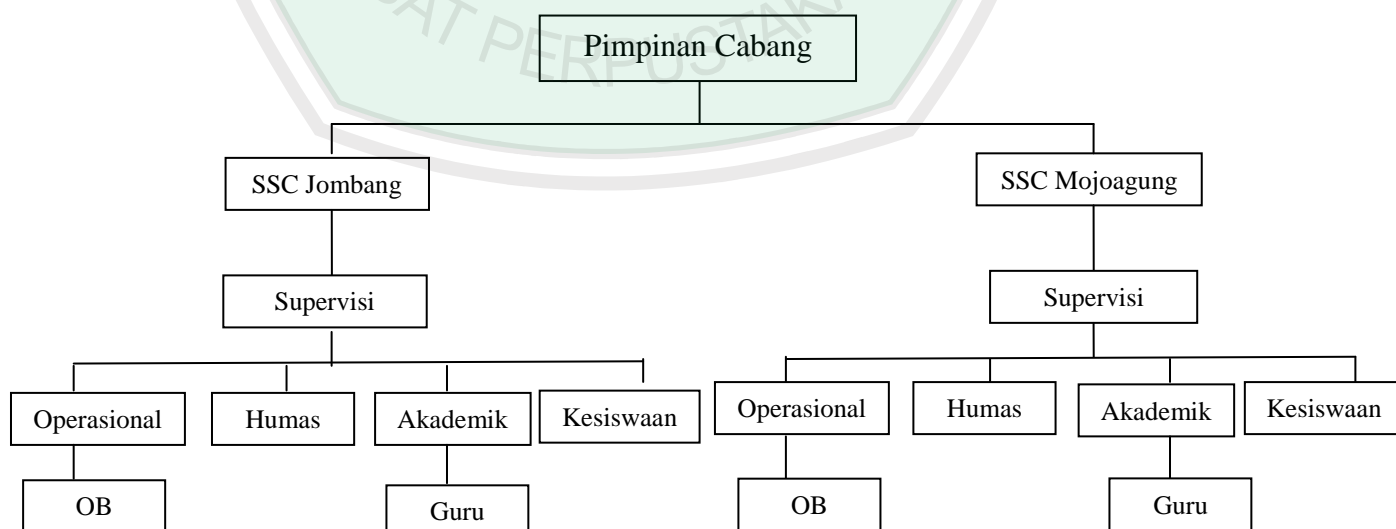 PERPUSTAKA
Pimpinan Cabang
SSC Jombang
SSC Mojoagung
Supervisi
Supervisi
Operasional
Humas
Akademik
Kesiswaan
Operasional
Humas
Akademik
Kesiswaan
OB
Guru
OB
Guru